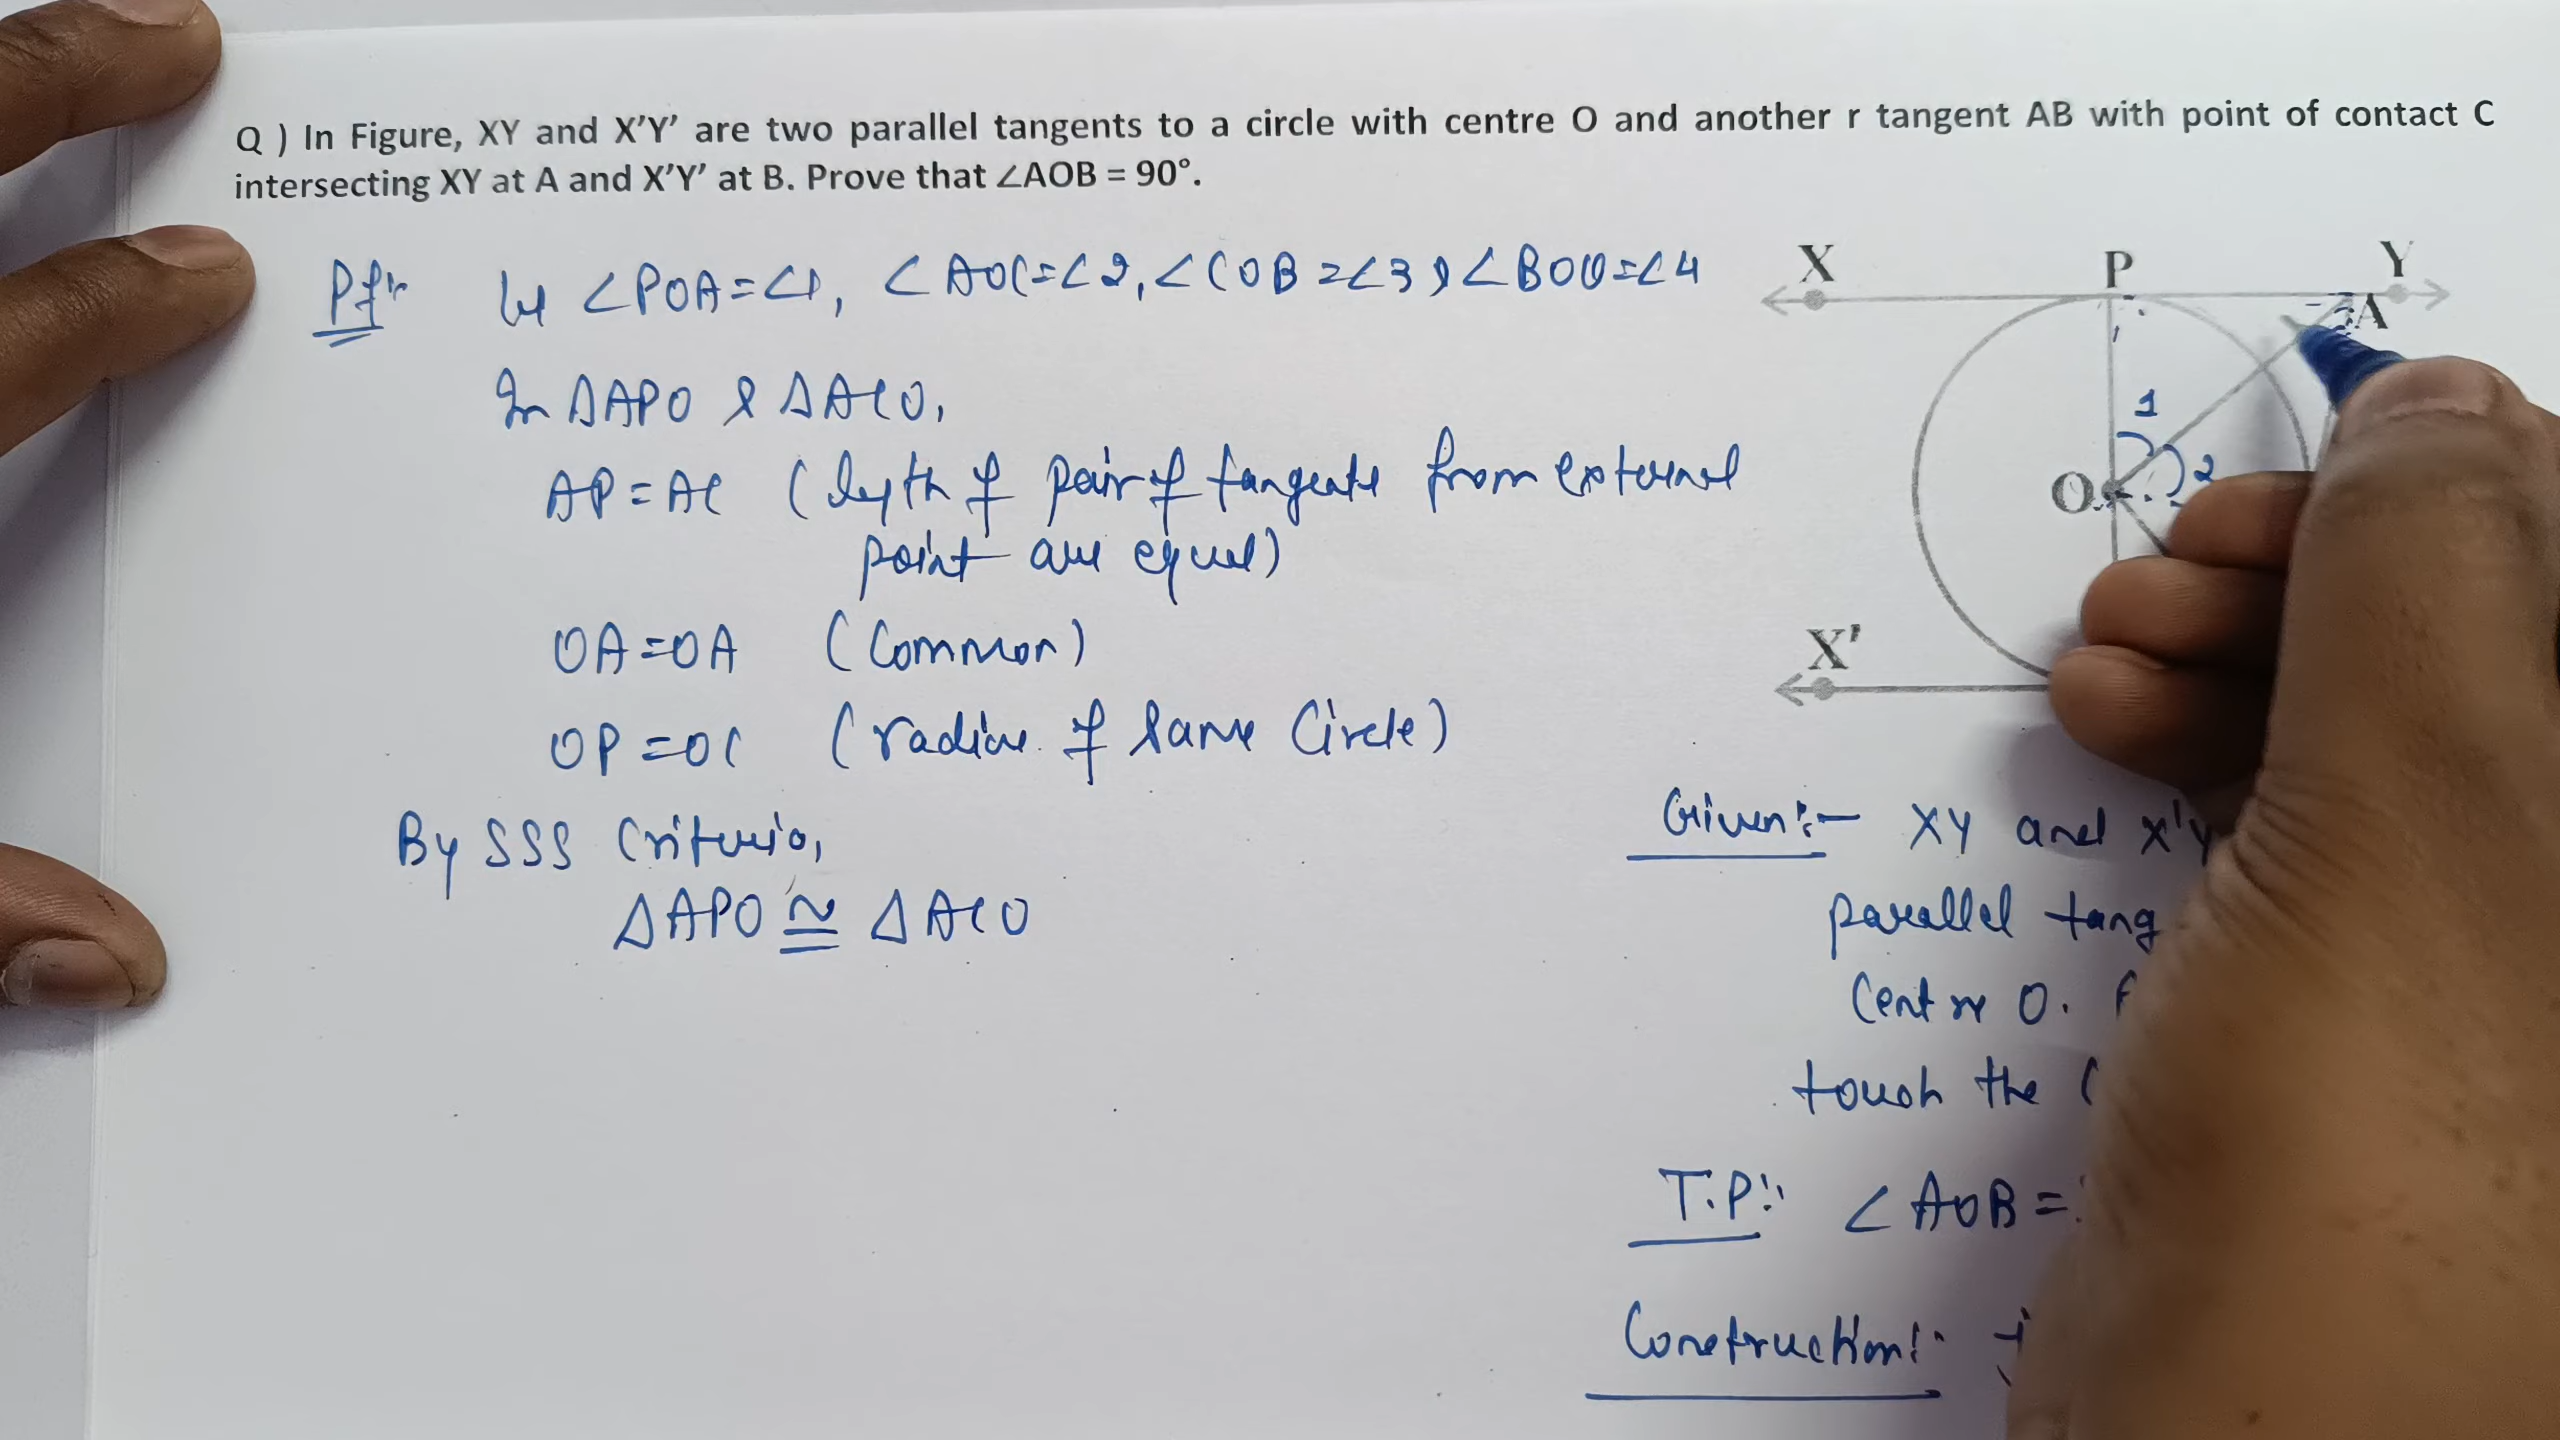 Q ) In Figure, XY and X'Y' are two parallel tangents to a circle with centre O and another r tangent AB with point of contact C
intersecting XY at A and X'Y' at B. Prove that ∠AOB = 90°.
∠POA=∠1, ∠AOC=∠2, ∠COB=∠3 & ∠BOQ=∠4
In ΔAPO & ΔACO,
AP=AC (length of pair of tangents from external
point are equal)
OA=OA (Common)
OP=OC (radius of same Circle)
By SSS Criteria,
ΔAPO ≅ ΔACO
X P Y
A
1
O 2
X'
Given:- XY and X'Y
parallel tang
Centre O.
touch the
T.P:- ∠AOB=
Construction:-